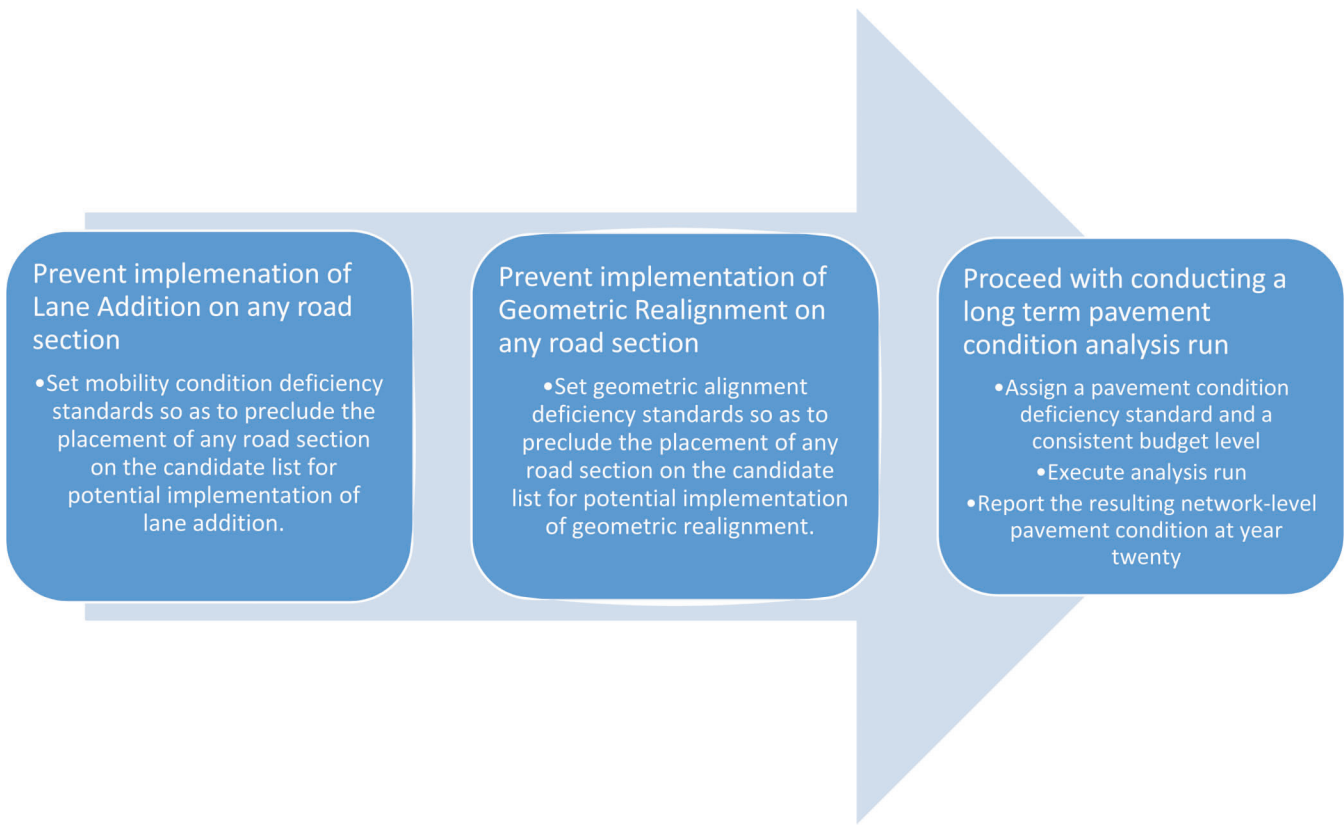 Prevent implemenation of
Lane Addition on any road
section
•Set mobility condition deficiency
standards so as to preclude the
placement of any road section
on the candidate list for
potential implementation of
lane addition.
Prevent implementation of
Geometric Realignment on
any road section
•Set geometric alignment
deficiency standards so as to
preclude the placement of any
road section on the candidate
list for potential implementation
of geometric realignment.
Proceed with conducting a
long term pavement
condition analysis run
•Assign a pavement condition
deficiency standard and a
consistent budget level
•Execute analysis run
•Report the resulting network-level
pavement condition at year
twenty